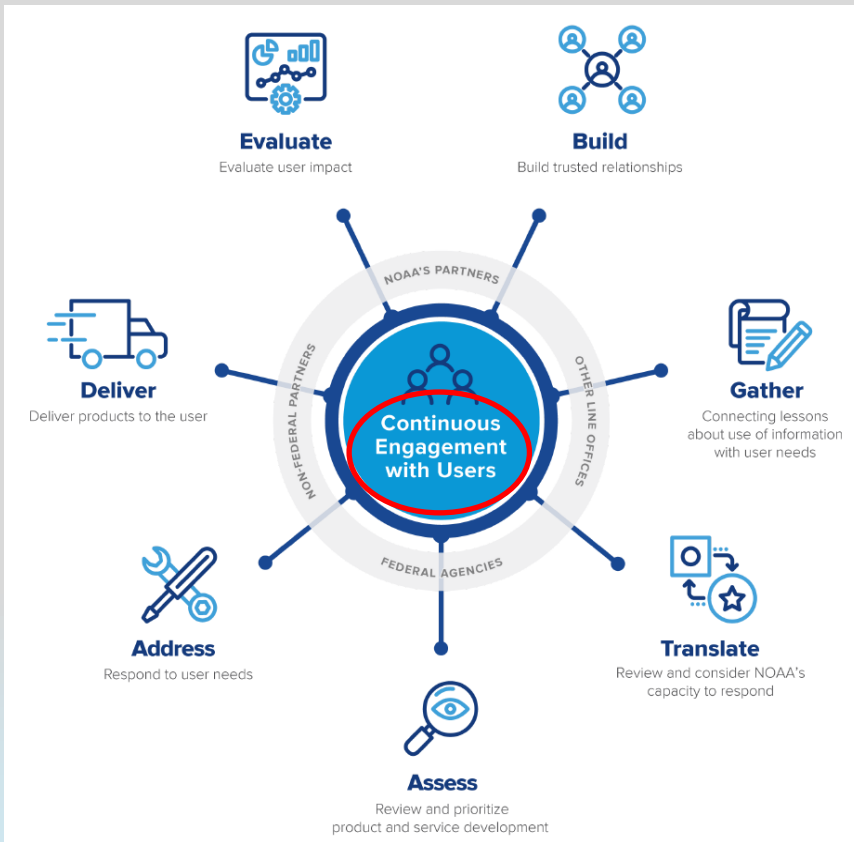 Evaluate
Evaluate user impact
Build
Build trusted relationships
NOAA'S PARTNERS
OTHER LINE OFFICES
FEDERAL AGENCIES
NON-FEDERAL PARTNERS
Continuous
Engagement
with Users
Gather
Connecting lessons
about use of information
with user needs
Translate
Review and consider NOAA's
capacity to respond
Assess
Review and prioritize
product and service development
Address
Respond to user needs
Deliver
Deliver products to the user